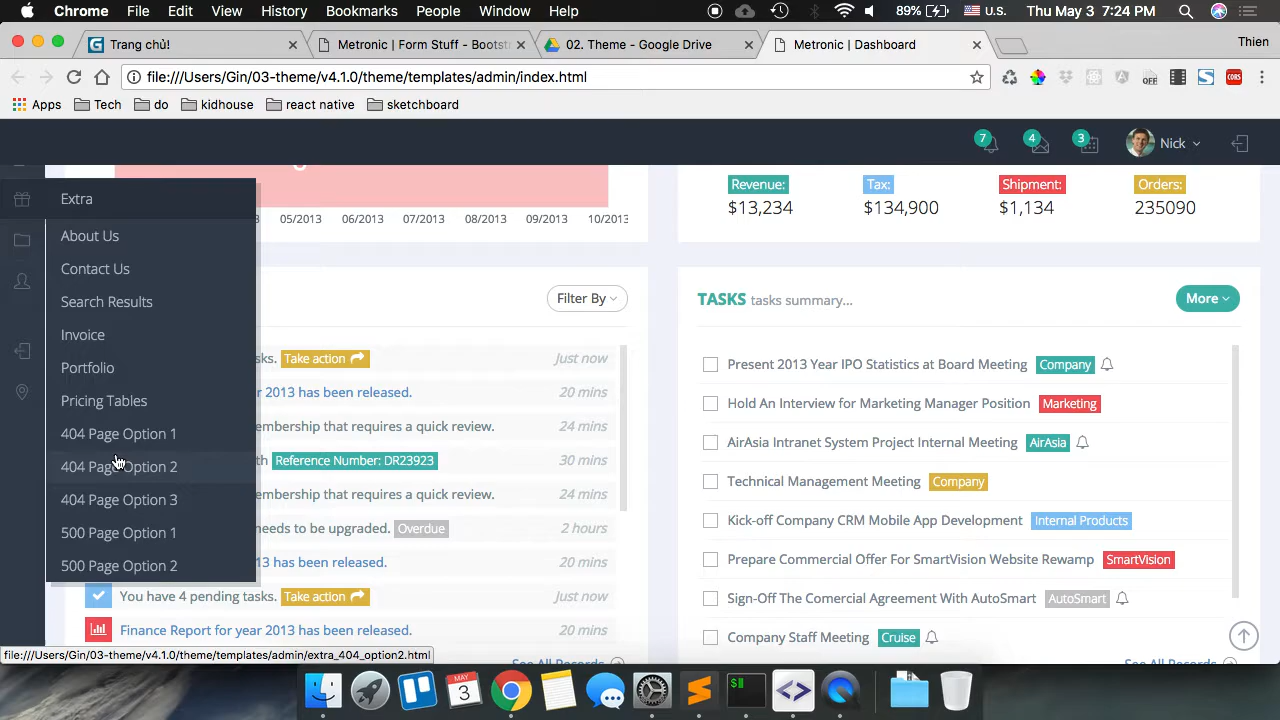 Chrome File Edit View History Bookmarks People Window Help 89% U.S. Thu May 3 7:24 PM
Trang chủ! Metronic | Form Stuff - Bootst 02. Theme - Google Drive Metronic | Dashboard Thien
file:///Users/Gin/03-theme/v4.1.0/theme/templates/admin/index.html OFF CORS
Apps Tech do kidhouse react native sketchboard
7 4 3 Nick
Revenue: Tax: Shipment: Orders:
$13,234 $134,900 $1,134 235090
05/2013 06/2013 07/2013 08/2013 09/2013 10/2013
Extra
About Us
Contact Us
Search Results
Invoice
Portfolio
Pricing Tables
404 Page Option 1
404 Page Option 2
404 Page Option 3
500 Page Option 1
500 Page Option 2
Filter By
sks. Take action Just now
r 2013 has been released. 20 mins
embership that requires a quick review. 24 mins
th Reference Number: DR23923 30 mins
embership that requires a quick review. 24 mins
needs to be upgraded. Overdue 2 hours
13 has been released. 20 mins
You have 4 pending tasks. Take action Just now
Finance Report for year 2013 has been released. 20 mins
See All Records
TASKS tasks summary... More
Present 2013 Year IPO Statistics at Board Meeting Company
Hold An Interview for Marketing Manager Position Marketing
AirAsia Intranet System Project Internal Meeting AirAsia
Technical Management Meeting Company
Kick-off Company CRM Mobile App Development Internal Products
Prepare Commercial Offer For SmartVision Website Rewamp SmartVision
Sign-Off The Comercial Agreement With AutoSmart AutoSmart
Company Staff Meeting Cruise
See All Records
file:///Users/Gin/03-theme/v4.1.0/theme/templates/admin/extra_404_option2.html
MAY
3